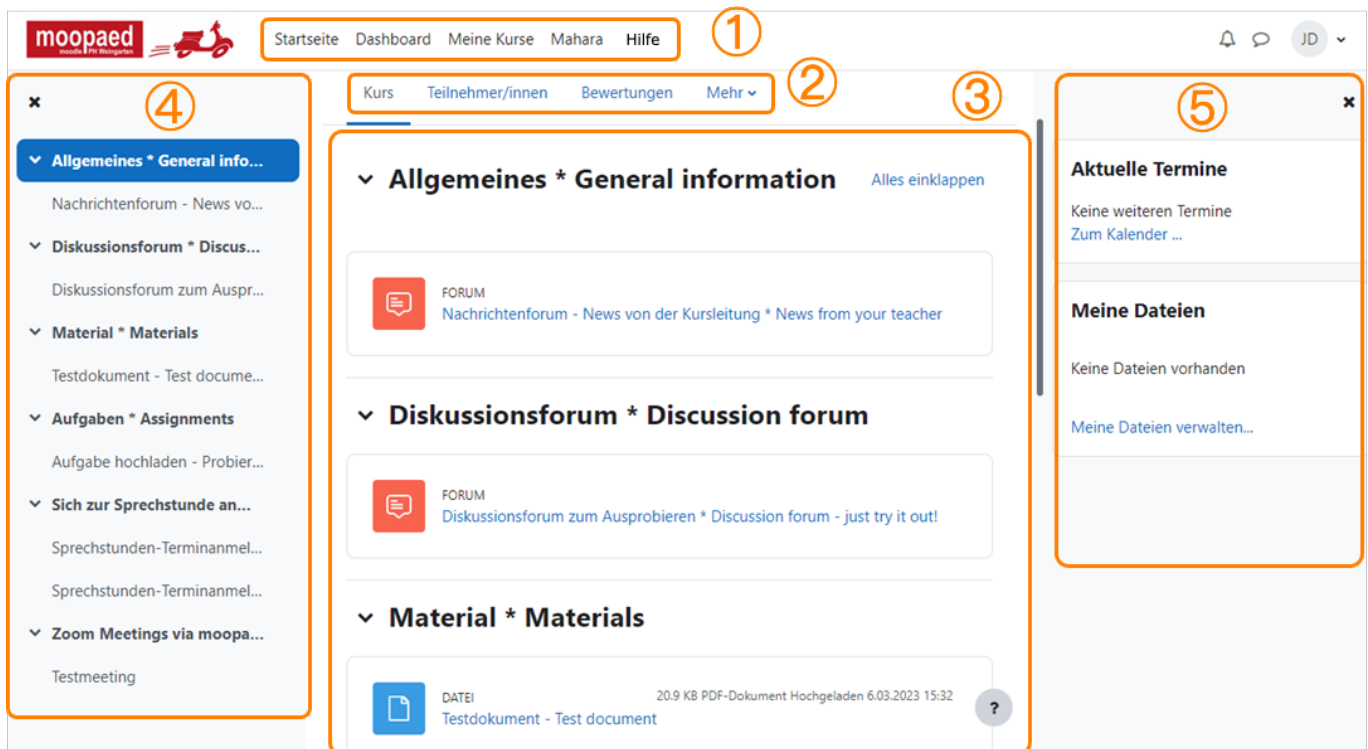 moopaed
moodle PH Weingarten
Startseite Dashboard Meine Kurse Mahara Hilfe
①
JD
④
Allgemeines * General info...
Nachrichtenforum - News vo...
Diskussionsforum * Discus...
Diskussionsforum zum Auspr...
Material * Materials
Testdokument - Test docume...
Aufgaben * Assignments
Aufgabe hochladen - Probier...
Sich zur Sprechstunde an...
Sprechstunden-Terminanmel...
Sprechstunden-Terminanmel...
Zoom Meetings via moopa...
Testmeeting
Kurs Teilnehmer/innen Bewertungen Mehr
②
③
Allgemeines * General information Alles einklappen
FORUM
Nachrichtenforum - News von der Kursleitung * News from your teacher
Diskussionsforum * Discussion forum
FORUM
Diskussionsforum zum Ausprobieren * Discussion forum - just try it out!
Material * Materials
DATEI 20.9 KB PDF-Dokument Hochgeladen 6.03.2023 15:32
Testdokument - Test document
?
⑤
Aktuelle Termine
Keine weiteren Termine
Zum Kalender ...
Meine Dateien
Keine Dateien vorhanden
Meine Dateien verwalten...